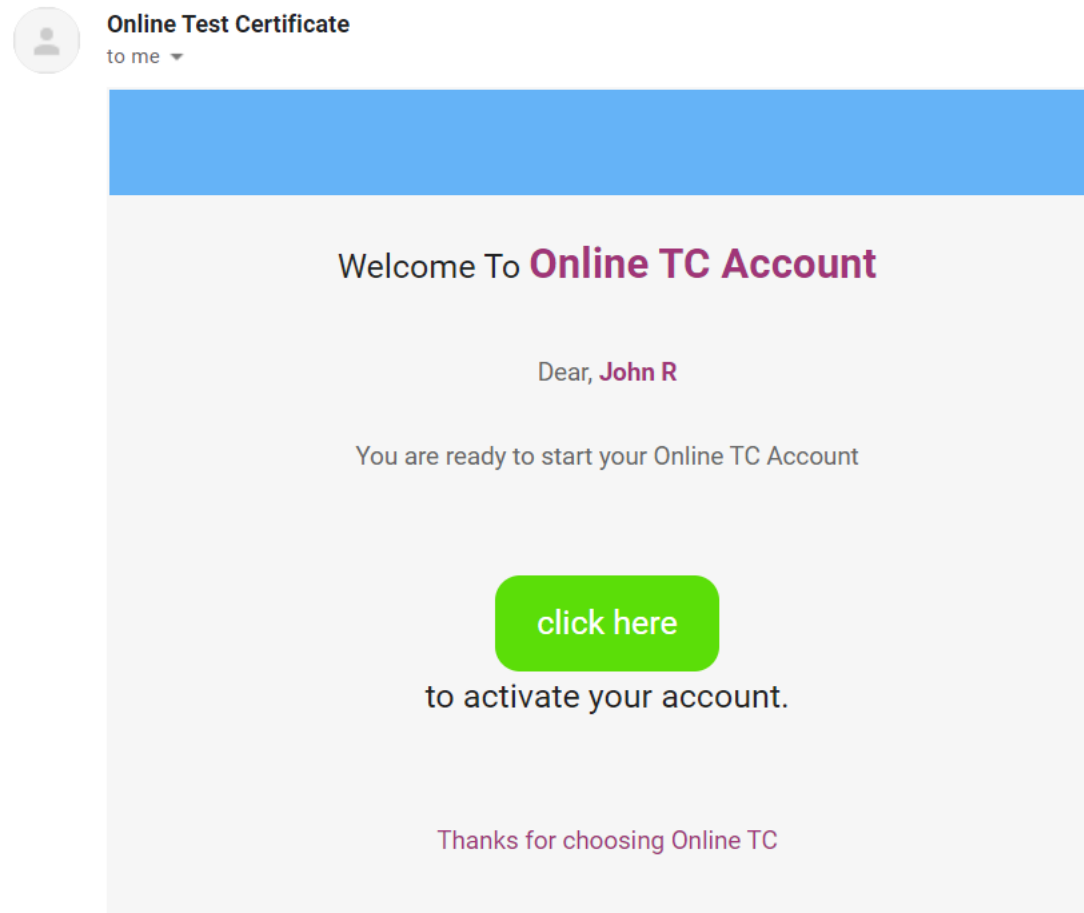 Online Test Certificate
to me
Welcome To Online TC Account
Dear, John R
You are ready to start your Online TC Account
click here
to activate your account.
Thanks for choosing Online TC